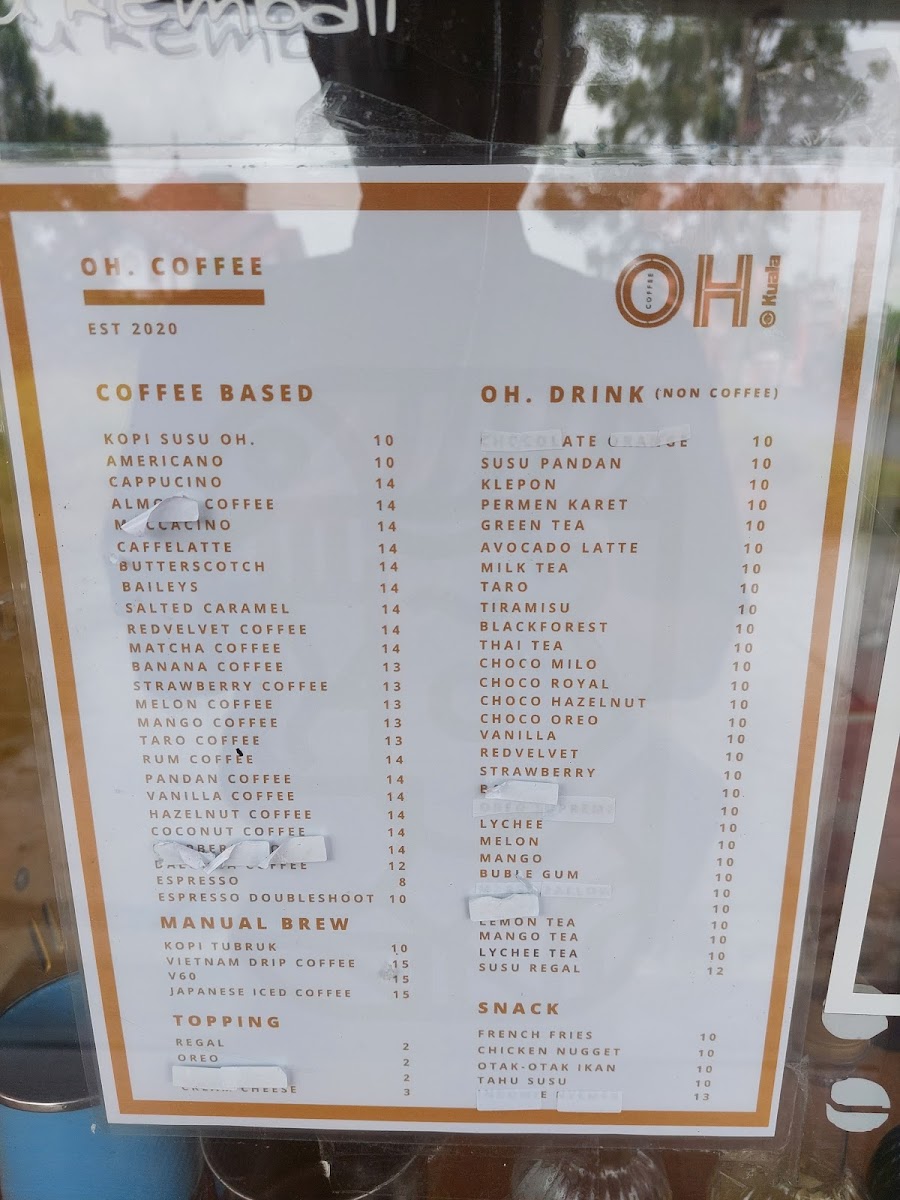 OH. COFFEE
EST 2020
OH!
COFFEE
Kuala
COFFEE BASED
KOPI SUSU OH. 10
AMERICANO 10
CAPPUCINO 14
COFFEE 14
14
CAFFELATTE 14
BUTTERSCOTCH 14
BAILEYS 14
SALTED CARAMEL 14
REDVELVET COFFEE 14
MATCHA COFFEE 14
BANANA COFFEE 13
STRAWBERRY COFFEE 13
MELON COFFEE 13
MANGO COFFEE 13
TARO COFFEE 13
RUM COFFEE 14
PANDAN COFFEE 14
VANILLA COFFEE 14
HAZELNUT COFFEE 14
COCONUT COFFEE 14
14
COFFEE 12
ESPRESSO 8
ESPRESSO DOUBLESHOOT 10
MANUAL BREW
KOPI TUBRUK 10
VIETNAM DRIP COFFEE 15
V60 15
JAPANESE ICED COFFEE 15
TOPPING
REGAL 2
OREO 2
2
CREAM CHEESE 3
OH. DRINK (NON COFFEE)
CHOCOLATE ORANGE 10
SUSU PANDAN 10
KLEPON 10
PERMEN KARET 10
GREEN TEA 10
AVOCADO LATTE 10
MILK TEA 10
TARO 10
TIRAMISU 10
BLACKFOREST 10
THAI TEA 10
CHOCO MILO 10
CHOCO ROYAL 10
CHOCO HAZELNUT 10
CHOCO OREO 10
VANILLA 10
REDVELVET 10
STRAWBERRY 10
10
OREO SUPREME 10
LYCHEE 10
MELON 10
MANGO 10
BUBLE GUM 10
10
10
LEMON TEA 10
MANGO TEA 10
LYCHEE TEA 10
SUSU REGAL 12
SNACK
FRENCH FRIES 10
CHICKEN NUGGET 10
OTAK-OTAK IKAN 10
TAHU SUSU 10
13